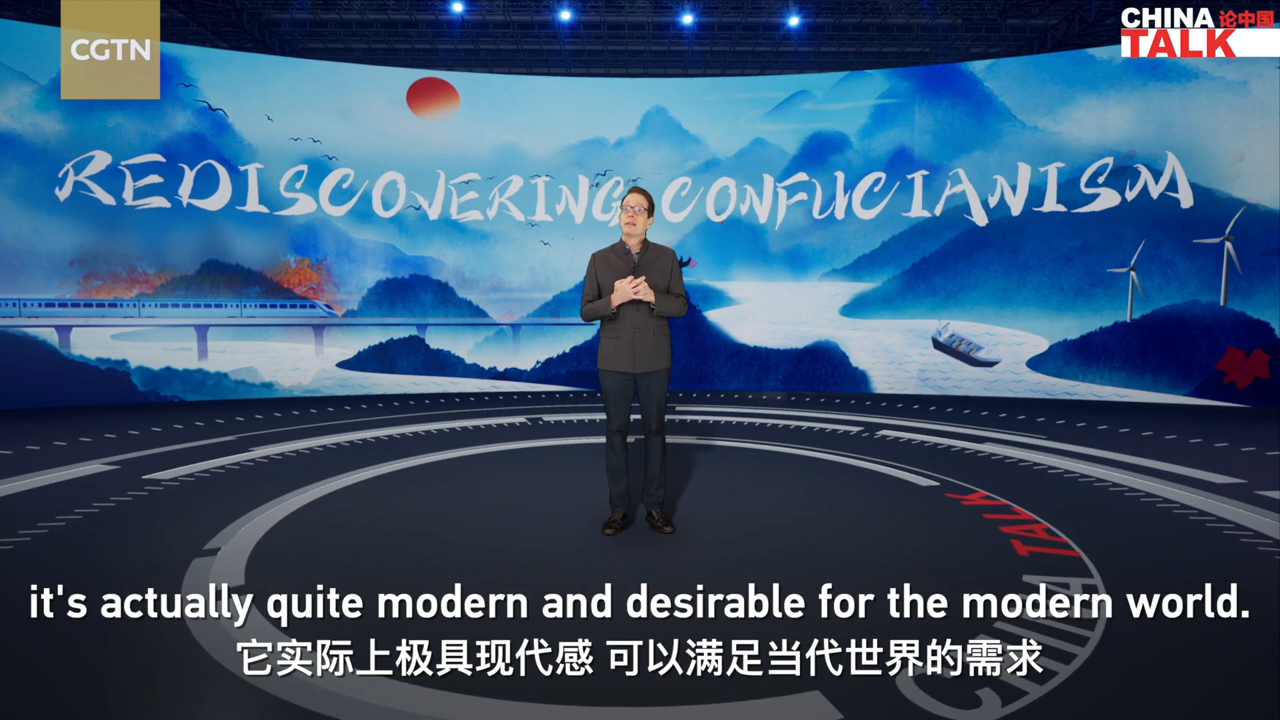 CGTN
CHINA 论中国
TALK
REDISCOVERING CONFUCIANISM
CHINA TALK
it's actually quite modern and desirable for the modern world.
它实际上极具现代感 可以满足当代世界的需求